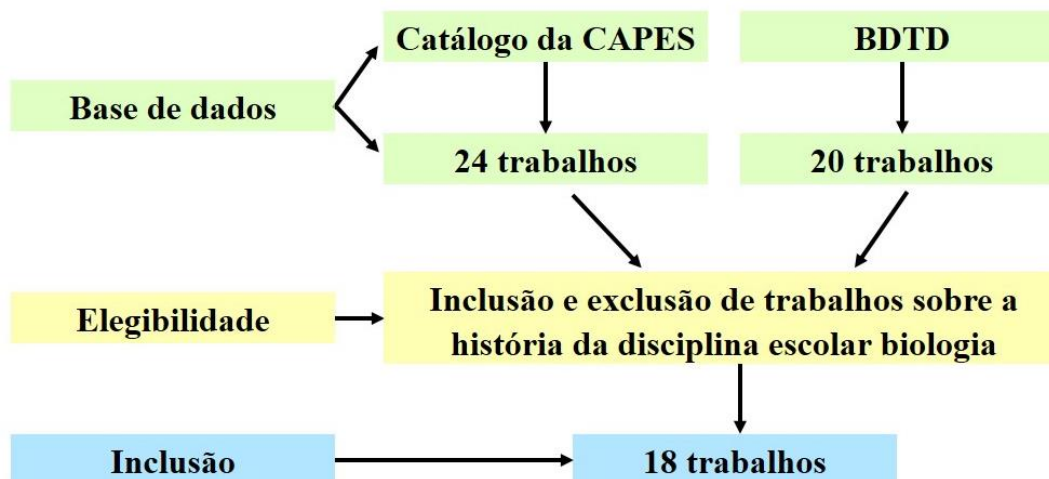 Catálogo da CAPES
BDTD
Base de dados
24 trabalhos
20 trabalhos
Elegibilidade
Inclusão e exclusão de trabalhos sobre a
história da disciplina escolar biologia
Inclusão
18 trabalhos